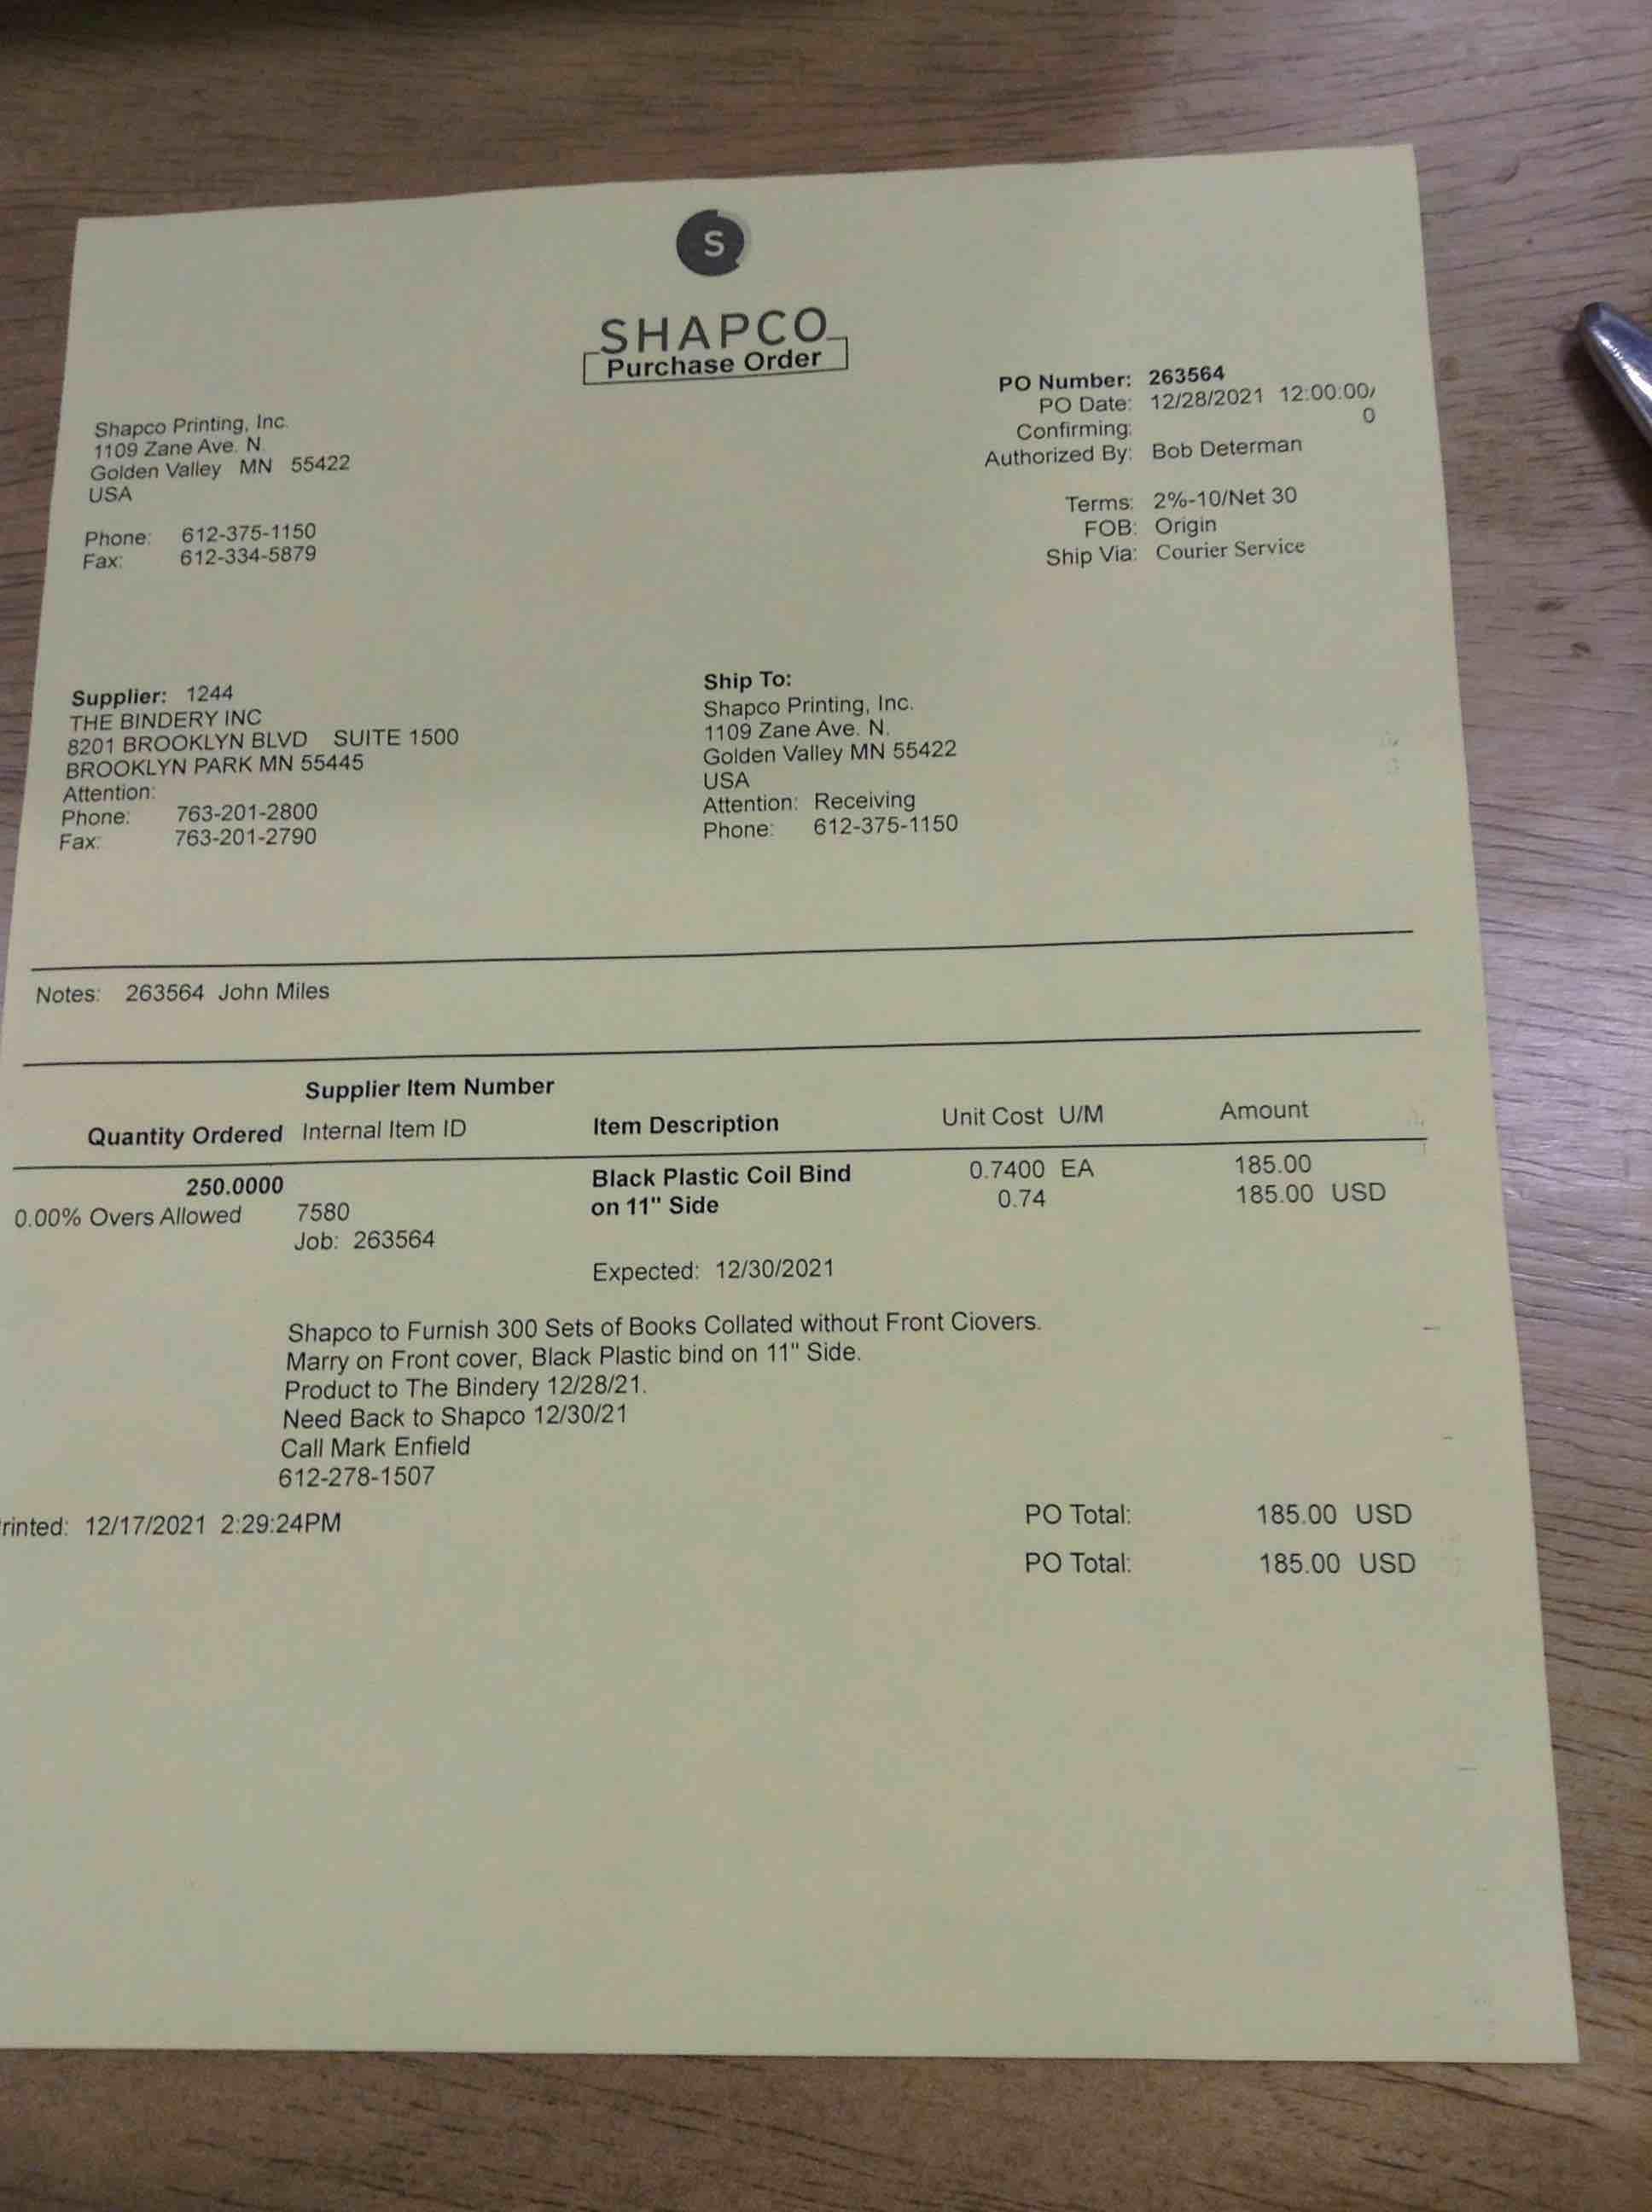 S
SHAPCO
Purchase Order
PO Number: 263564
PO Date: 12/28/2021 12:00:00
0
Confirming:
Authorized By: Bob Determan
Terms: 2%-10/Net 30
FOB: Origin
Ship Via: Courier Service
Shapco Printing, Inc.
1109 Zane Ave. N.
Golden Valley MN 55422
USA
Phone: 612-375-1150
Fax: 612-334-5879
Supplier: 1244
THE BINDERY INC
8201 BROOKLYN BLVD SUITE 1500
BROOKLYN PARK MN 55445
Attention:
Phone: 763-201-2800
Fax: 763-201-2790
Ship To:
Shapco Printing, Inc.
1109 Zane Ave. N.
Golden Valley MN 55422
USA
Attention: Receiving
Phone: 612-375-1150
Notes: 263564 John Miles
Supplier Item Number
Quantity Ordered Internal Item ID Item Description Unit Cost U/M Amount
250.0000 Black Plastic Coil Bind 0.7400 EA 185.00
0.00% Overs Allowed 7580 on 11" Side 0.74 185.00 USD
Job: 263564
Expected: 12/30/2021
Shapco to Furnish 300 Sets of Books Collated without Front Ciovers.
Marry on Front cover, Black Plastic bind on 11" Side.
Product to The Bindery 12/28/21.
Need Back to Shapco 12/30/21
Call Mark Enfield
612-278-1507
rinted: 12/17/2021 2:29:24PM PO Total: 185.00 USD
PO Total: 185.00 USD